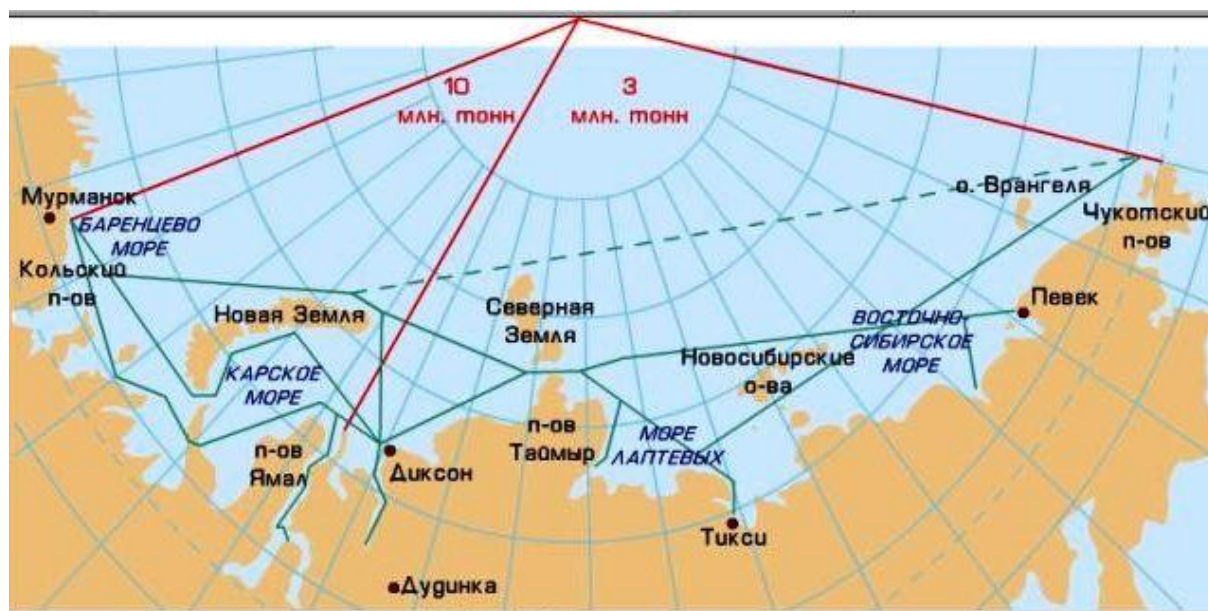 10
млн. тонн
3
млн. тонн
Мурманск
БАРЕНЦЕВО
МОРЕ
Кольский
п-ов
Новая Земля
КАРСКОЕ
МОРЕ
п-ов
Ямал
Диксон
Дудинка
Северная
Земля
п-ов
Таймыр
МОРЕ
ЛАПТЕВЫХ
Тикси
Новосибирские
о-ва
ВОСТОЧНО-
СИБИРСКОЕ
МОРЕ
Певек
о. Врангеля
Чукотский
п-ов